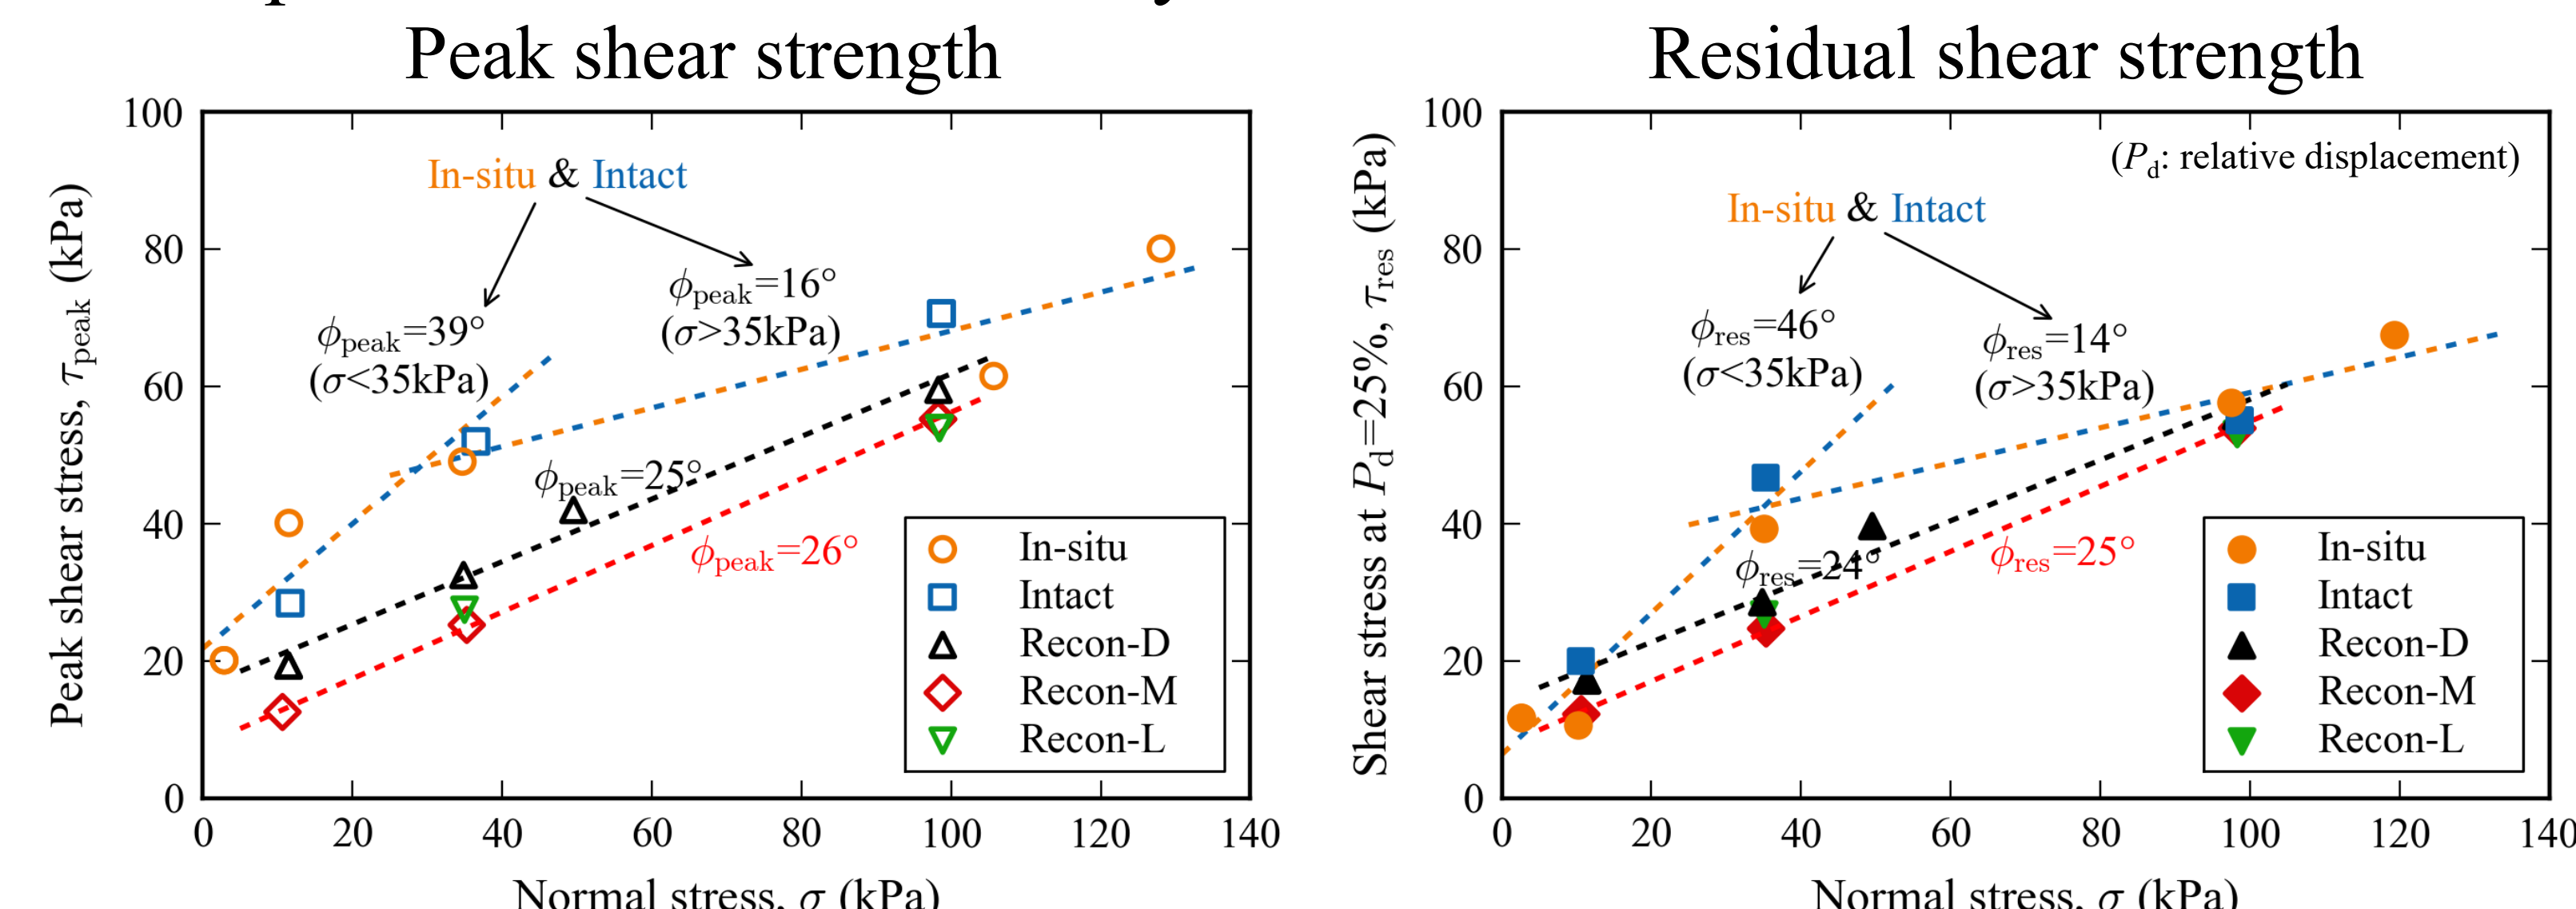 Peak shear strength
100
80
60
40
20
0
0 20 40 60 80 100 120 140
Peak shear stress, τpeak (kPa)
Normal stress, σ (kPa)
In-situ & Intact
ϕpeak=39°
(σ<35kPa)
ϕpeak=16°
(σ>35kPa)
ϕpeak=25°
ϕpeak=26°
In-situ
Intact
Recon-D
Recon-M
Recon-L
Residual shear strength
100
80
60
40
20
0
0 20 40 60 80 100 120 140
Shear stress at Pd=25%, τres (kPa)
Normal stress, σ (kPa)
(Pd: relative displacement)
In-situ & Intact
ϕres=46°
(σ<35kPa)
ϕres=14°
(σ>35kPa)
ϕres=24°
ϕres=25°
In-situ
Intact
Recon-D
Recon-M
Recon-L